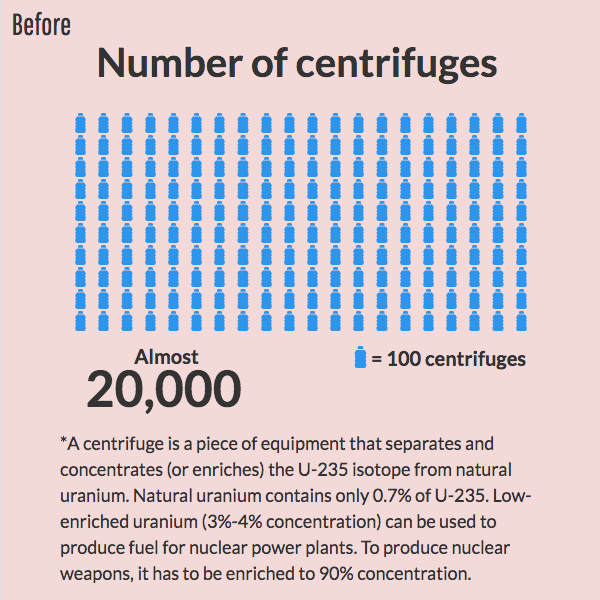 Before
Number of centrifuges
Almost
20,000
= 100 centrifuges
*A centrifuge is a piece of equipment that separates and
concentrates (or enriches) the U-235 isotope from natural
uranium. Natural uranium contains only 0.7% of U-235. Low-
enriched uranium (3%-4% concentration) can be used to
produce fuel for nuclear power plants. To produce nuclear
weapons, it has to be enriched to 90% concentration.